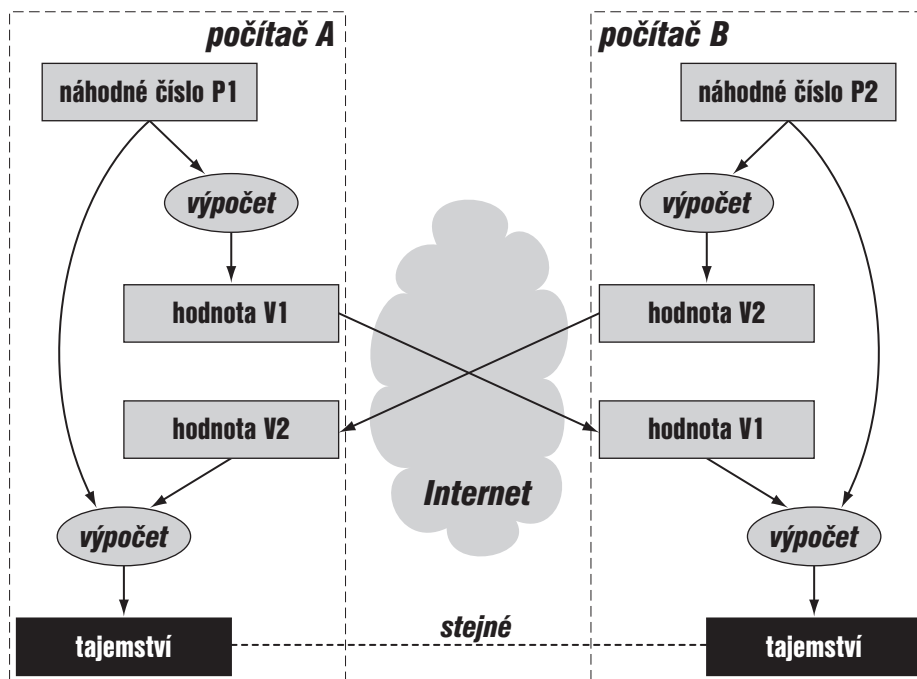 počítač A
počítač B
náhodné číslo P1
náhodné číslo P2
výpočet
výpočet
hodnota V1
hodnota V2
hodnota V2
hodnota V1
Internet
výpočet
výpočet
stejné
tajemství
tajemství